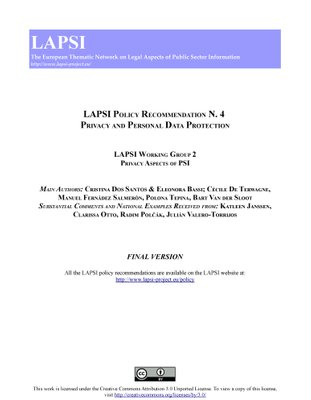 LAPSI
The European Thematic Network on Legal Aspects of Public Sector Information
http://www.lapsi-project.eu/
LAPSI POLICY RECOMMENDATION N. 4
PRIVACY AND PERSONAL DATA PROTECTION
LAPSI WORKING GROUP 2
PRIVACY ASPECTS OF PSI
MAIN AUTHORS: CRISTINA DOS SANTOS & ELEONORA BASSI; CÉCILE DE TERWAGNE,
MANUEL FERNÁDEZ SALMERÓN, POLONA TEPINA, BART VAN DER SLOOT
SUBSTANTIAL COMMENTS AND NATIONAL EXAMPLES RECEIVED FROM: KATLEEN JANSSEN,
CLARISSA OTTO, RADIM POLČÁK, JULIÁN VALERO-TORRIJOS
FINAL VERSION
All the LAPSI policy recommendations are available on the LAPSI website at
http://www.lapsi-project.eu/policy
cc BY
This work is licensed under the Creative Commons Attribution 3.0 Unported License. To view a copy of this license,
visit http://creativecommons.org/licenses/by/3.0/